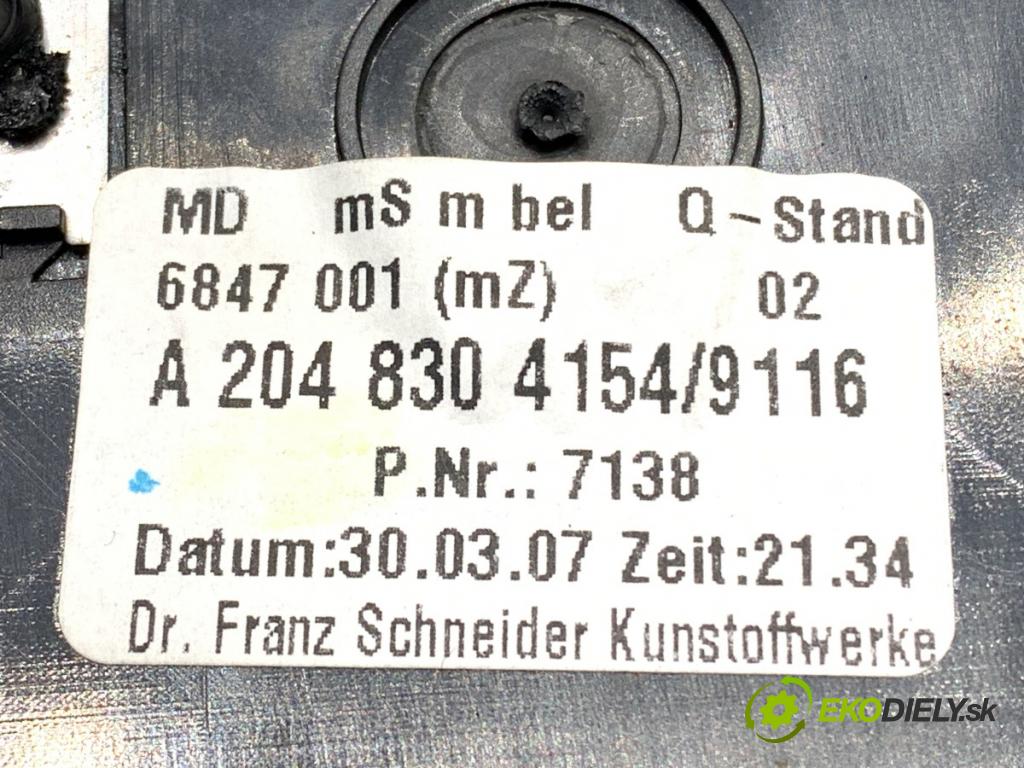 MD mS m bel Q-Stand
6847 001 (mZ) 02
A 204 830 4154/9116
P.Nr.: 7138
Datum:30.03.07 Zeit:21.34
Dr. Franz Schneider Kunstoffwerke
EKODIELY.sk